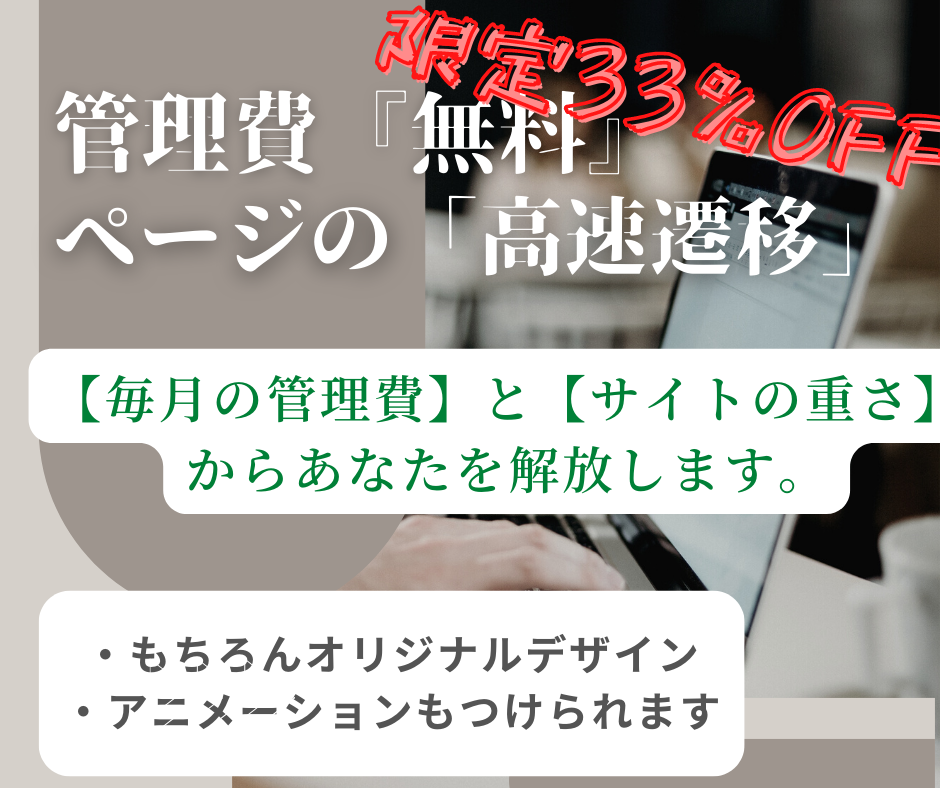 限定33%OFF
管理費『無料』
ページの「高速遷移」
【毎月の管理費】と【サイトの重さ】
からあなたを解放します。
・もちろんオリジナルデザイン
・アニメーションもつけられます